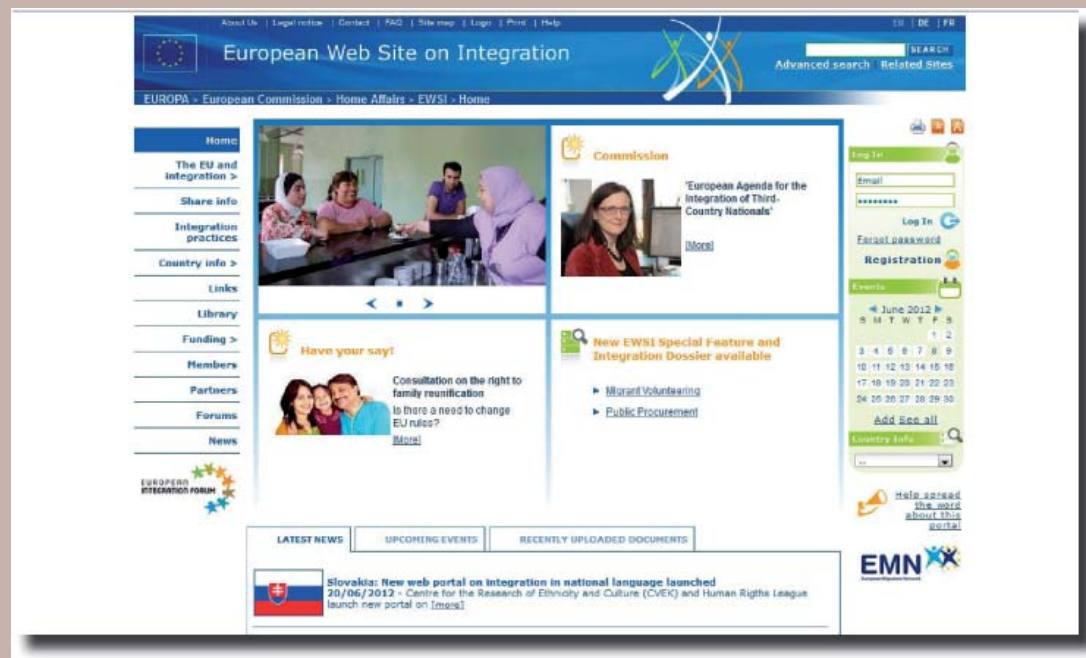 About Us | Legal notice | Contact | FAQ | Site map | Logo | Print | Help
EN | DE | FR
European Web Site on Integration
SEARCH
Advanced search | Related Sites
EUROPA > European Commission > Home Affairs > EWSI > Home
Home
The EU and
integration >
Share info
Integration
practices
Country info >
Links
Library
Funding >
Members
Partners
Forums
News
EUROPEAN
INTEGRATION FORUM
Commission
'European Agenda for the
Integration of Third-
Country Nationals'
[More]
Have your say!
Consultation on the right to
family reunification
Is there a need to change
EU rules?
[More]
New EWSI Special Feature and
Integration Dossier available
Migrant Volunteering
Public Procurement
Log In
Email
Log In
Forgot password
Registration
Events
June 2012
S M T W T F S
1 2
3 4 5 6 7 8 9
10 11 12 13 14 15 16
17 18 19 20 21 22 23
24 25 26 27 28 29 30
Add See all
Country Info
--
Help spread
the word
about this
portal
EMN
European Migration Network
LATEST NEWS
UPCOMING EVENTS
RECENTLY UPLOADED DOCUMENTS
Slovakia: New web portal on integration in national language launched
20/06/2012 - Centre for the Research of Ethnicity and Culture (CVEK) and Human Rigths League
launch new portal on [more]